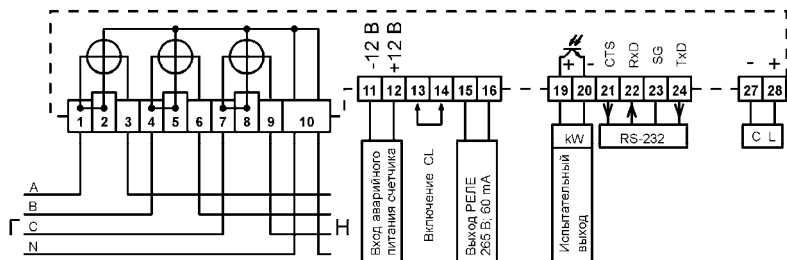 -12 В
+12 В
+
-
CTS
RxD
SG
TxD
-
+
1 2 3 4 5 6 7 8 9 10
11 12 13 14 15 16
19 20 21 22 23 24
27 28
kW
RS-232
C L
A
B
C
N
Г
Н
Вход аварийного
питания счетчика
Включение CL
Выход РЕЛЕ
265 В; 60 mA
Испытательный
выход